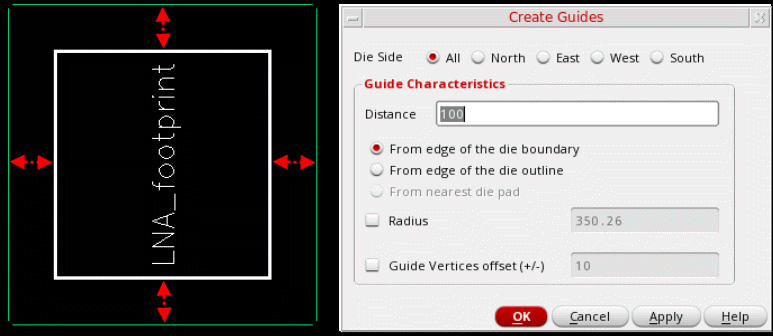 LNA_footprint
Create Guides
Die Side All North East West South
Guide Characteristics
Distance 100
From edge of the die boundary
From edge of the die outline
From nearest die pad
Radius 350.26
Guide Vertices offset (+/-) 10
OK Cancel Apply Help